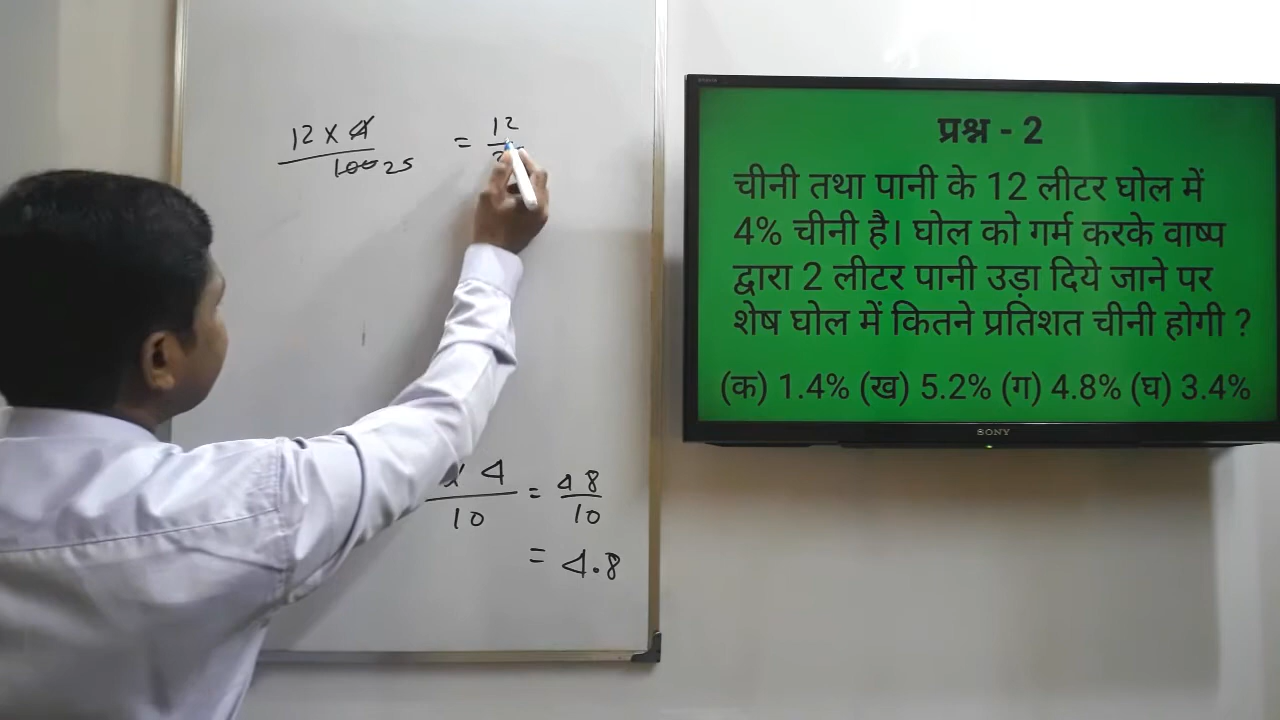 12 x 4 = 12
100 25
x 4 = 48
10 10
= 4.8
प्रश्न - 2
चीनी तथा पानी के 12 लीटर घोल में
4% चीनी है। घोल को गर्म करके वाष्प
द्वारा 2 लीटर पानी उड़ा दिये जाने पर
शेष घोल में कितने प्रतिशत चीनी होगी ?
(क) 1.4% (ख) 5.2% (ग) 4.8% (घ) 3.4%
SONY